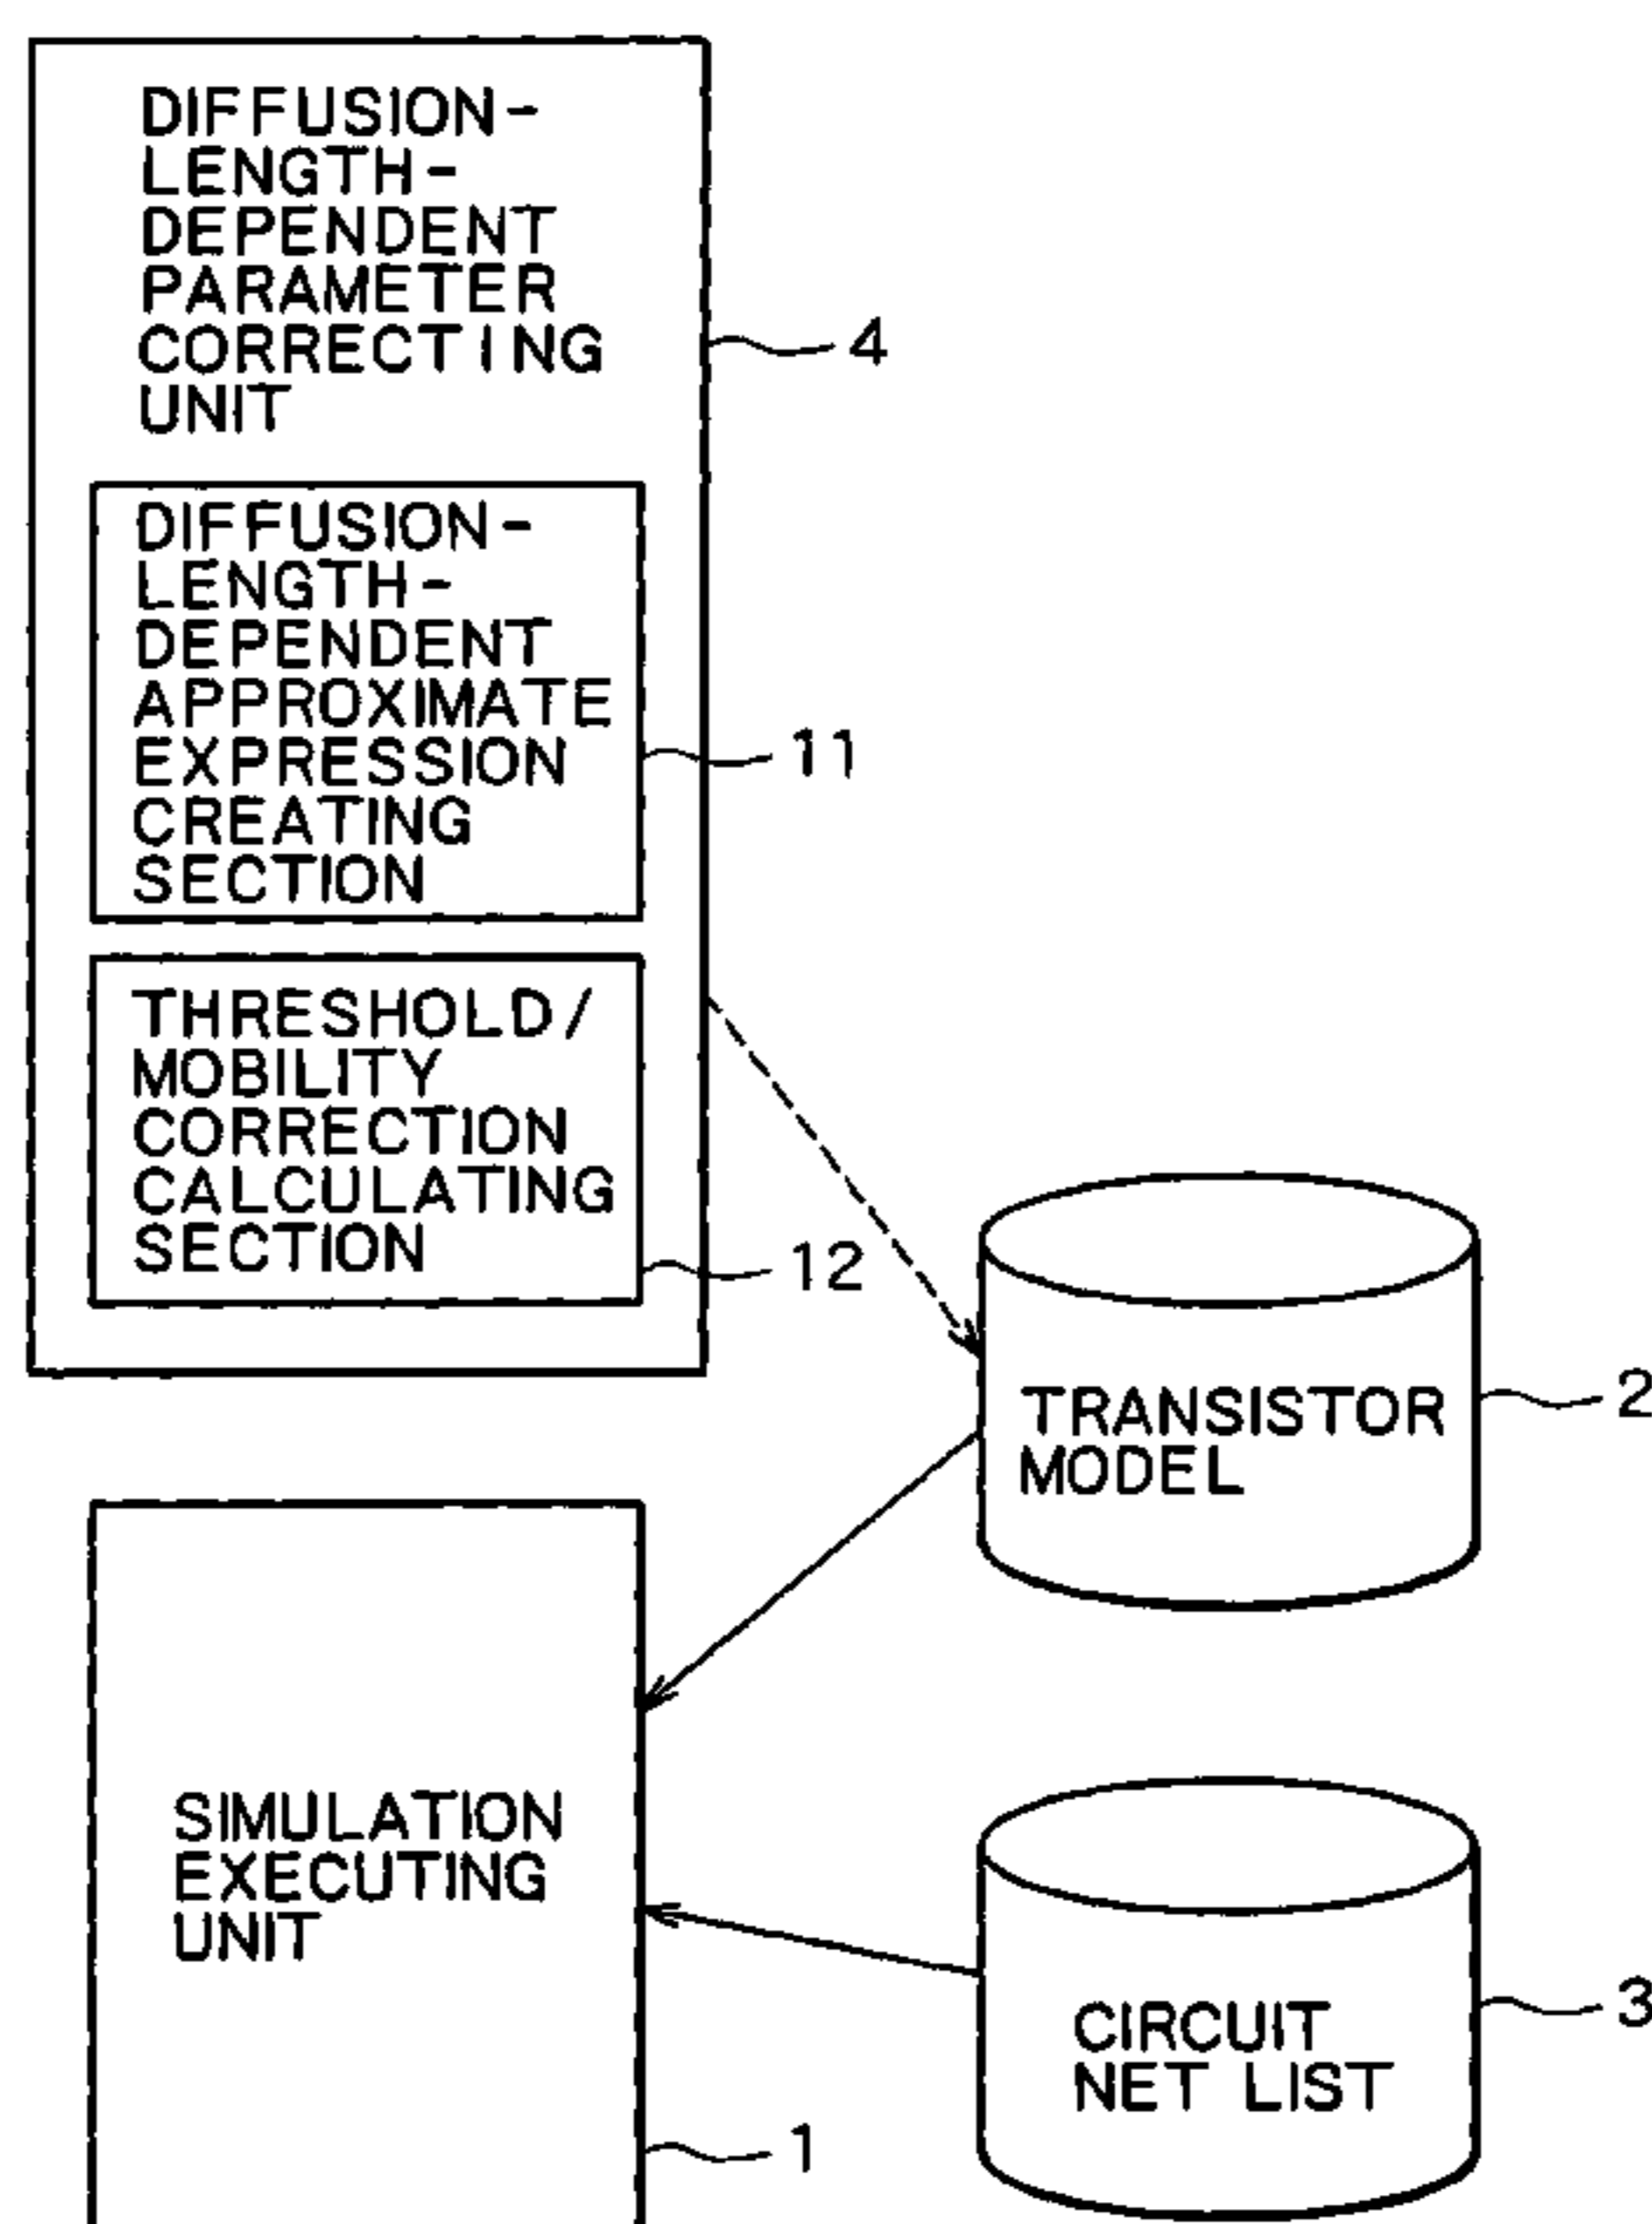 DIFFUSION-
LENGTH-
DEPENDENT
PARAMETER
CORRECTING
UNIT
4
DIFFUSION-
LENGTH-
DEPENDENT
APPROXIMATE
EXPRESSION
CREATING
SECTION
11
THRESHOLD/
MOBILITY
CORRECTION
CALCULATING
SECTION
12
TRANSISTOR
MODEL
2
SIMULATION
EXECUTING
UNIT
1
CIRCUIT
NET LIST
3